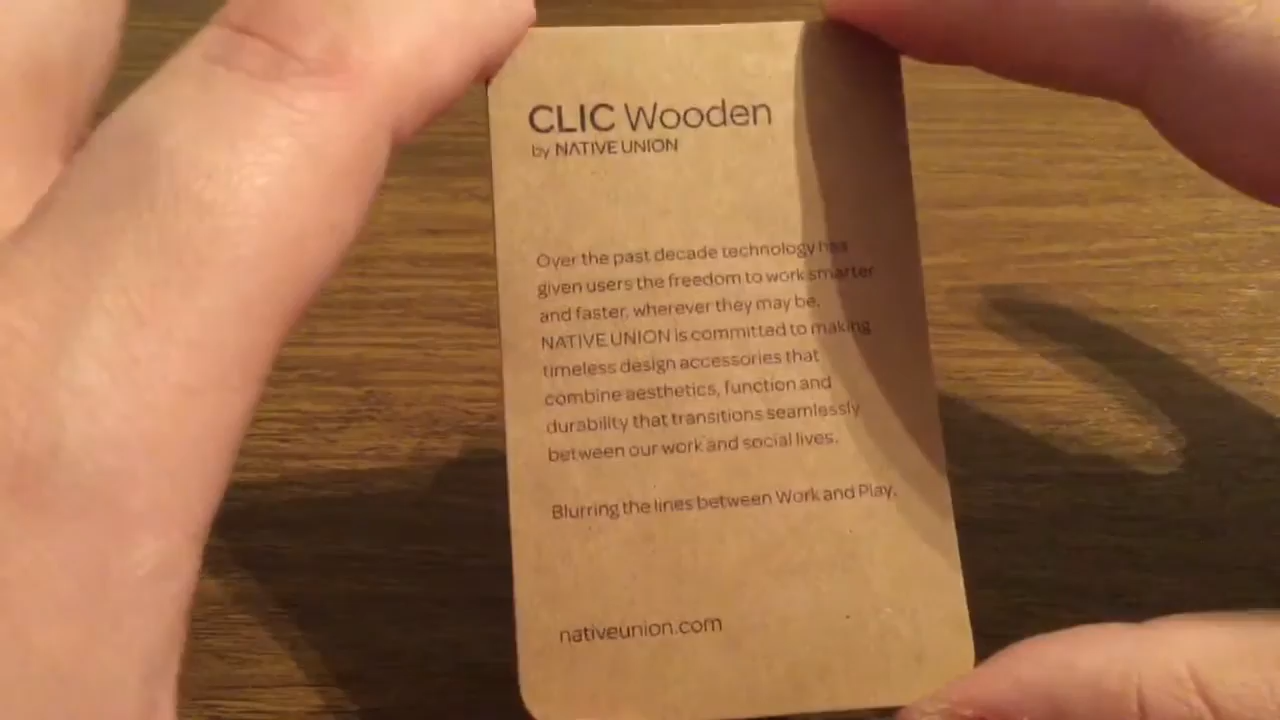 CLIC Wooden
by NATIVE UNION
Over the past decade technology has
given users the freedom to work smarter
and faster, wherever they may be.
NATIVE UNION is committed to making
timeless design accessories that
combine aesthetics, function and
durability that transitions seamlessly
between our work and social lives.
Blurring the lines between Work and Play.
nativeunion.com